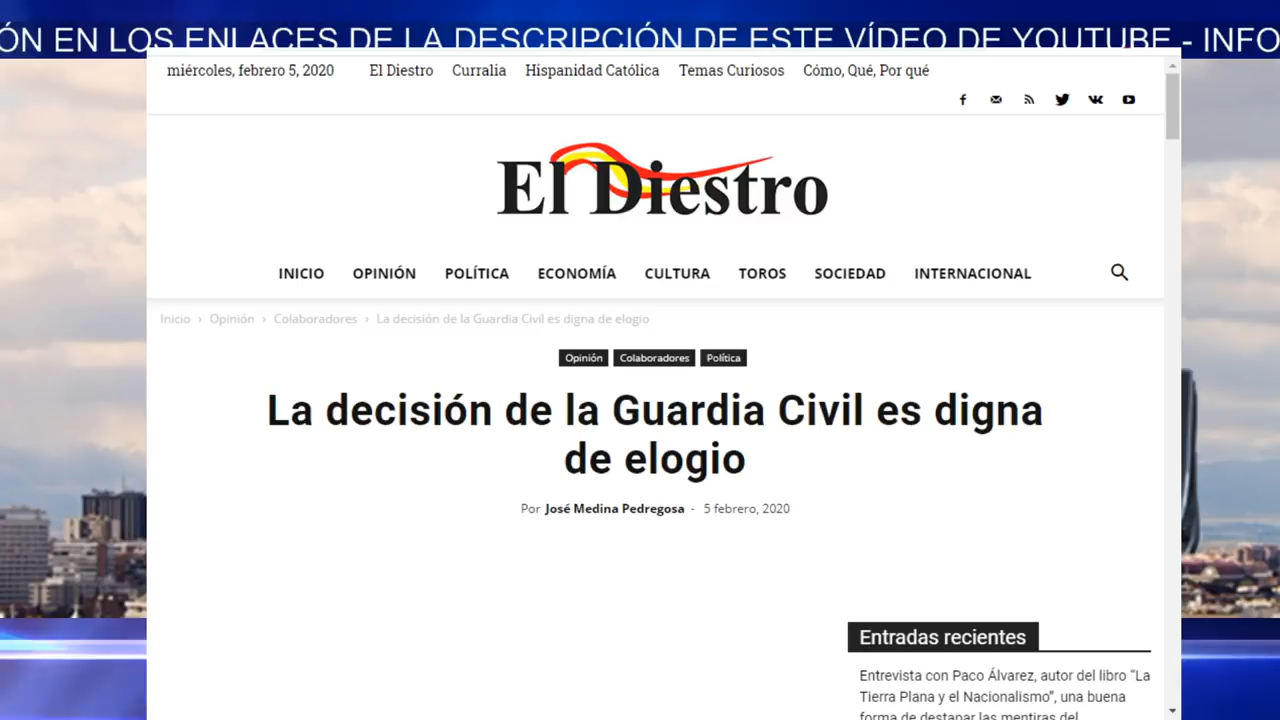 ÓN EN LOS ENLACES DE LA DESCRIPCIÓN DE ESTE VÍDEO DE YOUTUBE - INFO
miércoles, febrero 5, 2020 El Diestro Curralia Hispanidad Católica Temas Curiosos Cómo, Qué, Por qué
El Diestro
INICIO OPINIÓN POLÍTICA ECONOMÍA CULTURA TOROS SOCIEDAD INTERNACIONAL
Inicio › Opinión › Colaboradores › La decisión de la Guardia Civil es digna de elogio
Opinión Colaboradores Política
La decisión de la Guardia Civil es digna
de elogio
Por José Medina Pedregosa - 5 febrero, 2020
Entradas recientes
Entrevista con Paco Álvarez, autor del libro “La
Tierra Plana y el Nacionalismo”, una buena
forma de destapar las mentiras del